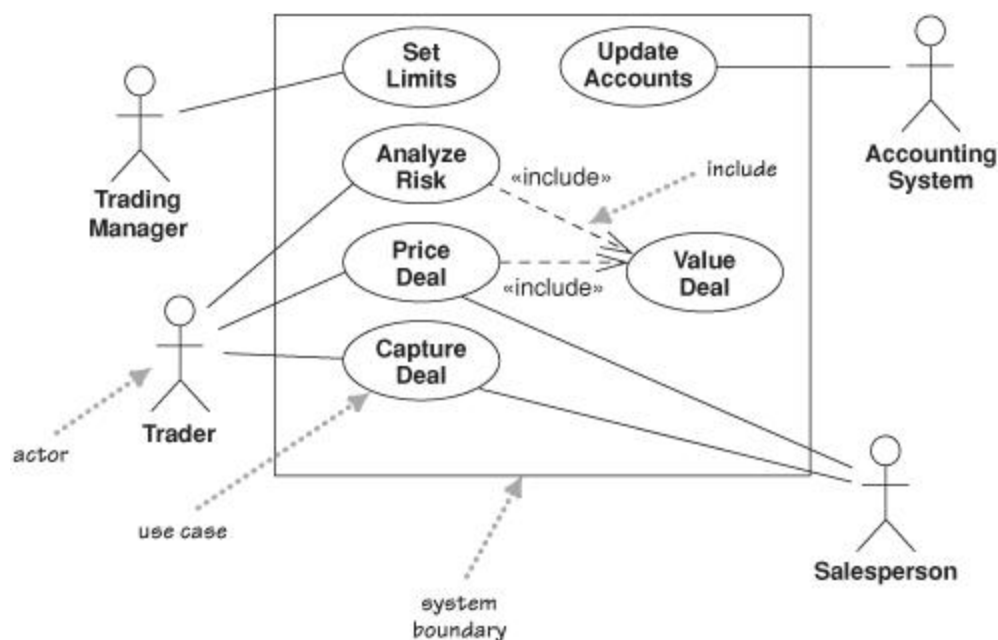 Set
Limits
Update
Accounts
Trading
Manager
Analyze
Risk
«include»
include
Accounting
System
Price
Deal
«include»
Value
Deal
Capture
Deal
Trader
actor
use case
system
boundary
Salesperson